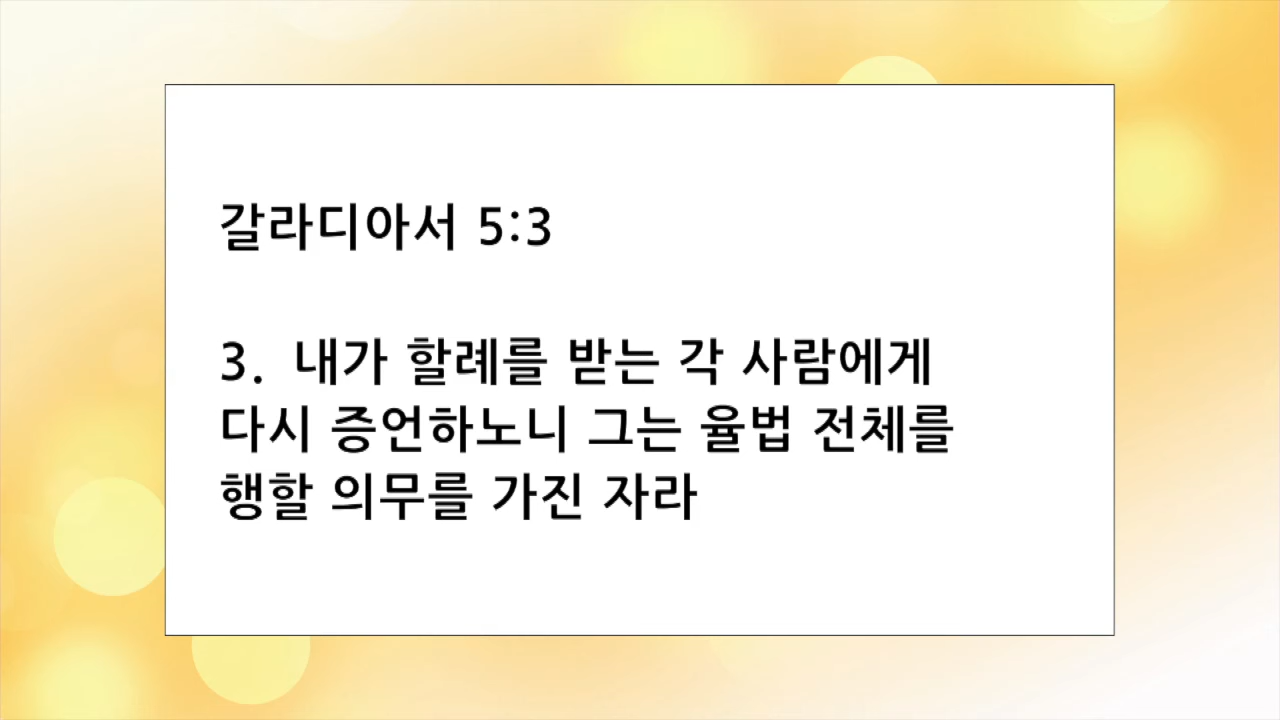 갈라디아서 5:3
3. 내가 할례를 받는 각 사람에게
다시 증언하노니 그는 율법 전체를
행할 의무를 가진 자라